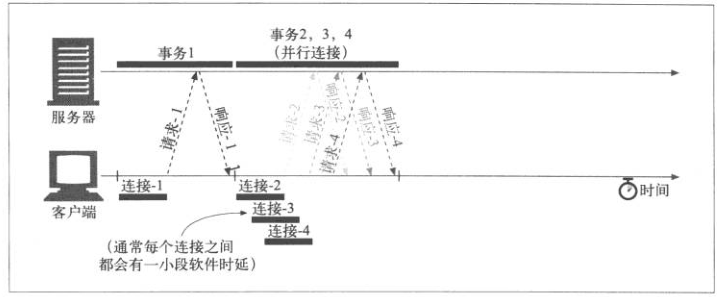 事务1
事务2，3，4
（并行连接）
服务器
请求-1
响应-1
请求-2
请求-3
响应-2
请求-4
响应-3
响应-4
连接-1
连接-2
时间
客户端
连接-3
连接-4
（通常每个连接之间
都会有一小段软件时延）